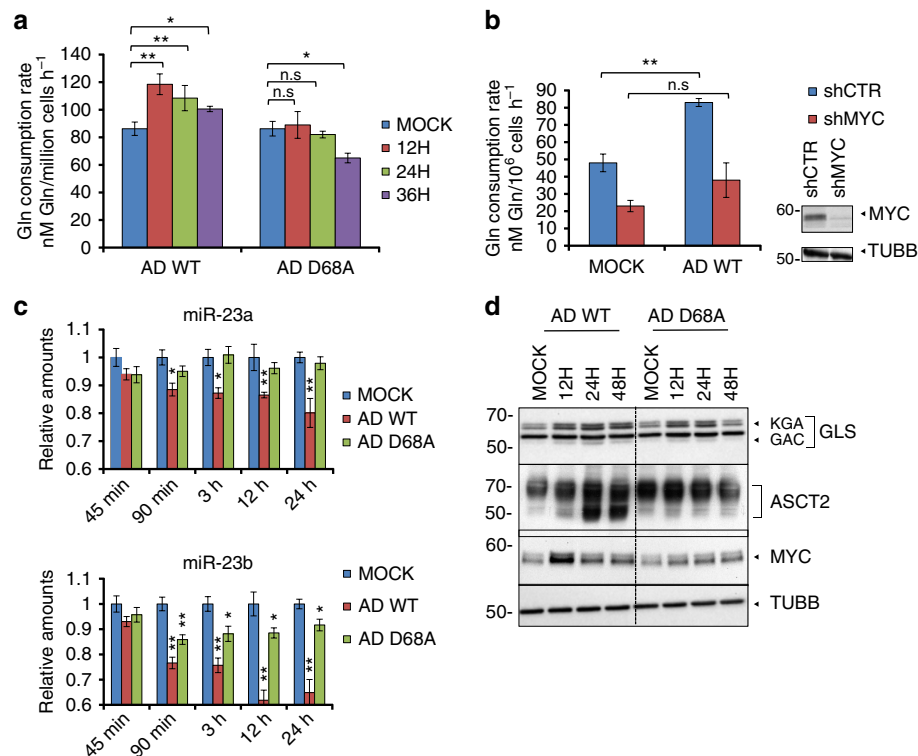 a
Gln consumption rate
nM Gln/million cells h⁻¹
140
120
100
80
60
40
20
0
*
**
**
*
n.s
n.s
AD WT
AD D68A
MOCK
12H
24H
36H
b
Gln consumption rate
nM Gln/10⁶ cells h⁻¹
90
80
70
60
50
40
30
20
10
0
**
n.s
MOCK
AD WT
shCTR
shMYC
shCTR
shMYC
60
50-
MYC
TUBB
c
miR-23a
Relative amounts
1.1
1
0.9
0.8
0.7
0.6
*
*
**
**
45 min
90 min
3 h
12 h
24 h
MOCK
AD WT
AD D68A
miR-23b
Relative amounts
1.1
1
0.9
0.8
0.7
0.6
**
**
**
*
**
*
**
*
45 min
90 min
3 h
12 h
24 h
MOCK
AD WT
AD D68A
d
AD WT
AD D68A
MOCK
12H
24H
48H
MOCK
12H
24H
48H
70-
50-
KGA
GAC
GLS
70-
50-
ASCT2
60-
MYC
50-
TUBB